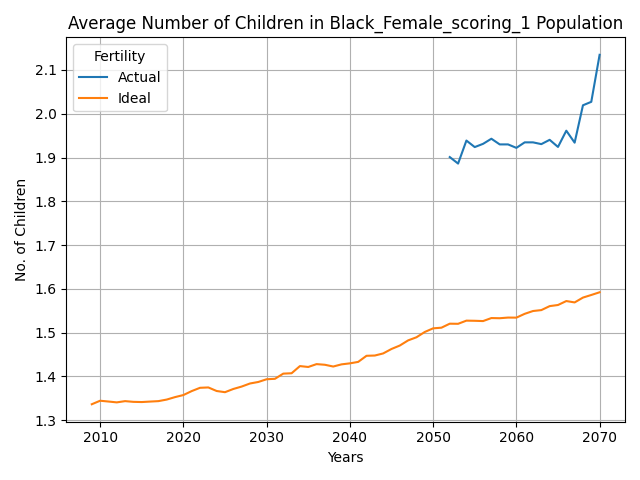 Average Number of Children in Black_Female_scoring_1 Population
Fertility
Actual
Ideal
No. of Children
2.1
2.0
1.9
1.8
1.7
1.6
1.5
1.4
1.3
2010 2020 2030 2040 2050 2060 2070
Years